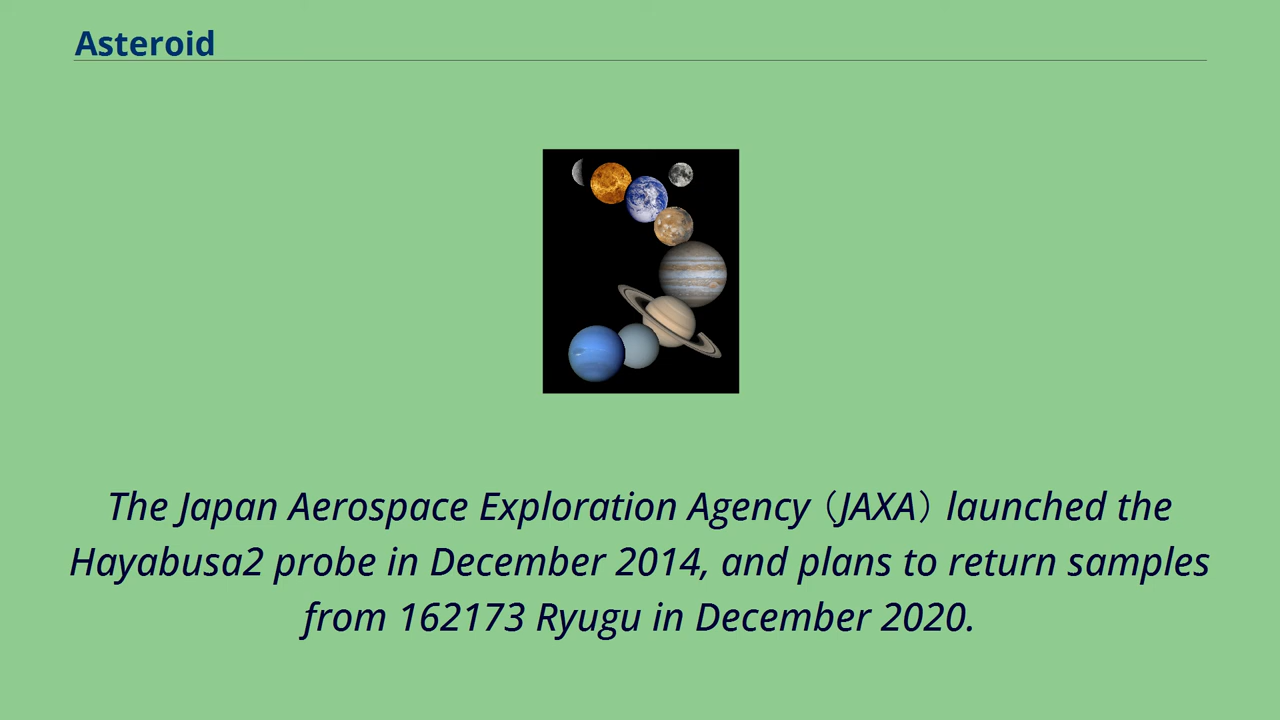 Asteroid
The Japan Aerospace Exploration Agency（JAXA）launched the
Hayabusa2 probe in December 2014, and plans to return samples
from 162173 Ryugu in December 2020.